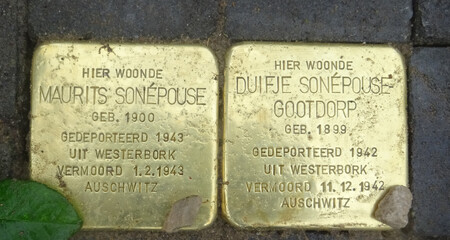 HIER WOONDE
MAURITS SONÉPOUSE
GEB. 1900
GEDEPORTEERD 1943
UIT WESTERBORK
VERMOORD 1.2.1943
AUSCHWITZ
HIER WOONDE
DUIFJE SONÉPOUSE
GOOTDORP
GEB. 1899
GEDEPORTEERD 1942
UIT WESTERBORK
VERMOORD 11.12.1942
AUSCHWITZ